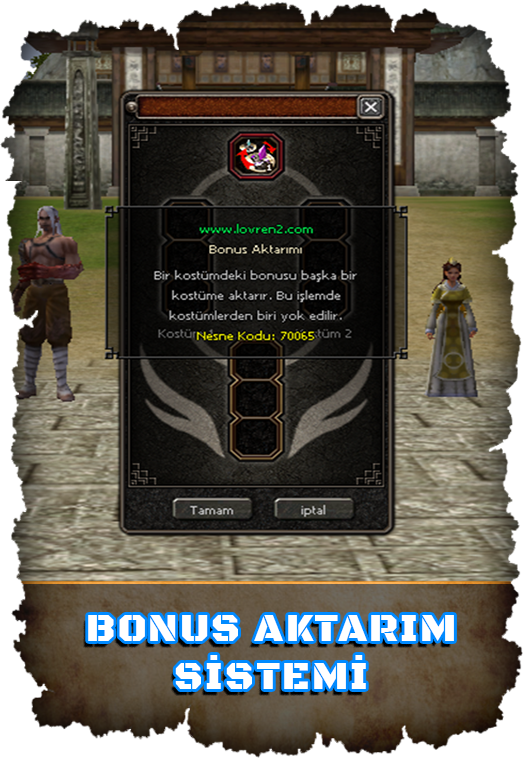 www.lovren2.com
Bonus Aktarımı
Bir kostümdeki bonusu başka bir
kostüme aktarır. Bu işlemde
kostümlerden biri yok edilir.
Nesne Kodu: 70065
Tamam
iptal
BONUS AKTARIM
SİSTEMİ